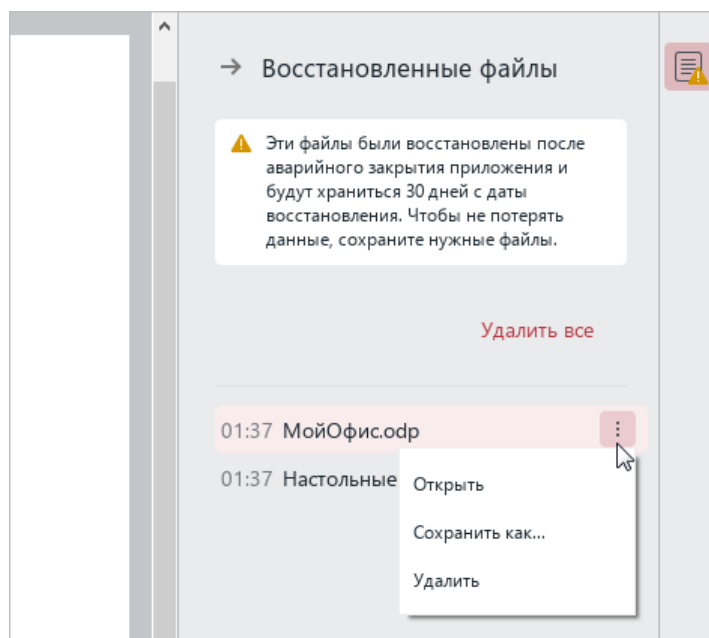 Восстановленные файлы
Эти файлы были восстановлены после
аварийного закрытия приложения и
будут храниться 30 дней с даты
восстановления. Чтобы не потерять
данные, сохраните нужные файлы.
Удалить все
01:37 МойОфис.odp
01:37 Настольные
Открыть
Сохранить как...
Удалить